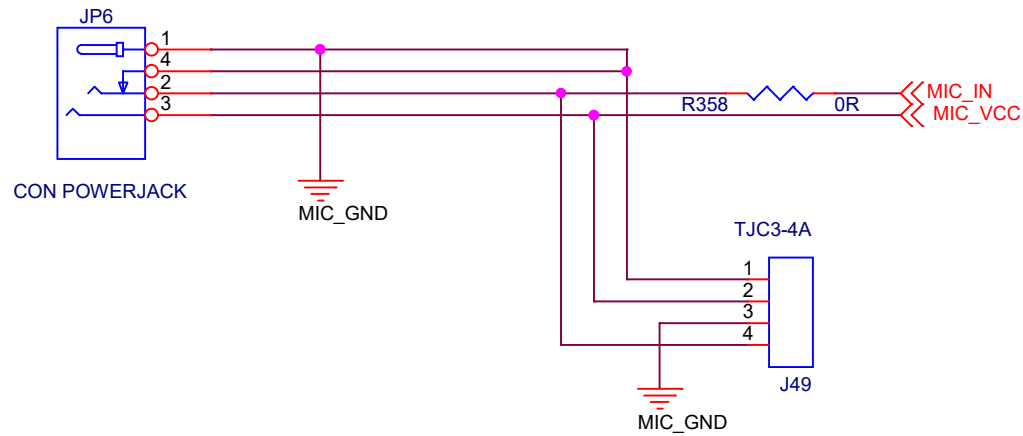 JP6
1
4
2
3
CON POWERJACK
MIC_GND
R358
0R
MIC_IN
MIC_VCC
TJC3-4A
1
2
3
4
J49
MIC_GND